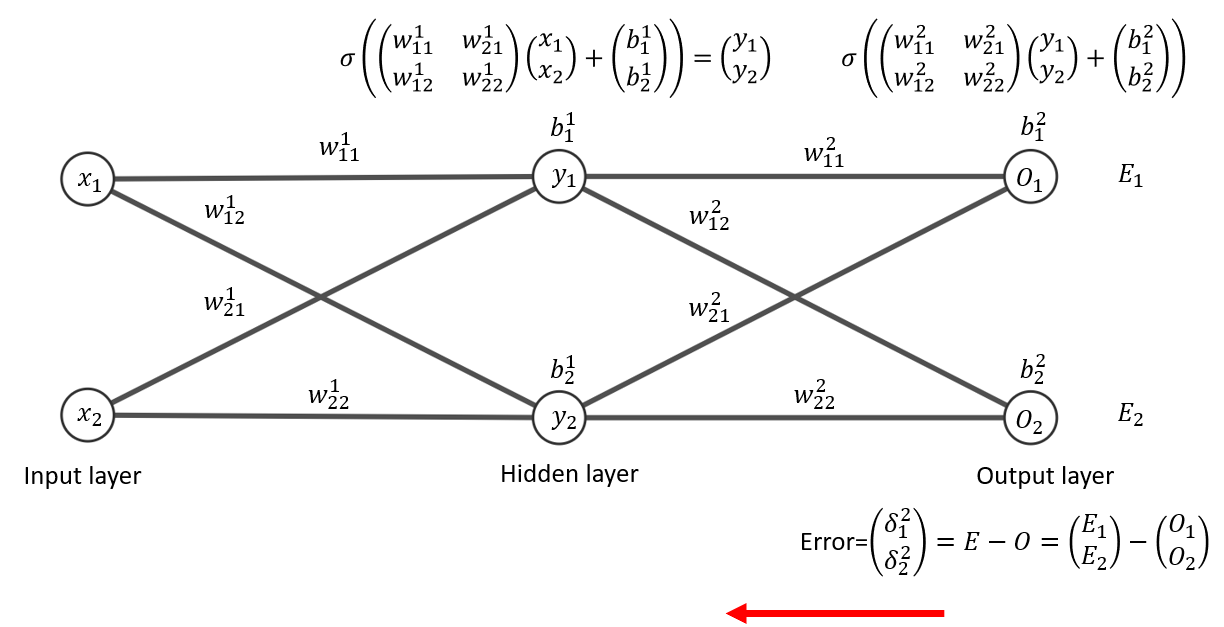 σ((w₁₁¹ w₂₁¹ ; w₁₂¹ w₂₂¹)(x₁ ; x₂) + (b₁¹ ; b₂¹)) = (y₁ ; y₂)
σ((w₁₁² w₂₁² ; w₁₂² w₂₂²)(y₁ ; y₂) + (b₁² ; b₂²))
b₁¹
b₁²
w₁₁¹
w₁₁²
x₁
y₁
O₁
E₁
w₁₂¹
w₁₂²
w₂₁¹
w₂₁²
b₂¹
b₂²
w₂₂¹
w₂₂²
x₂
y₂
O₂
E₂
Input layer
Hidden layer
Output layer
Error=(δ₁² ; δ₂²) = E − O = (E₁ ; E₂) − (O₁ ; O₂)